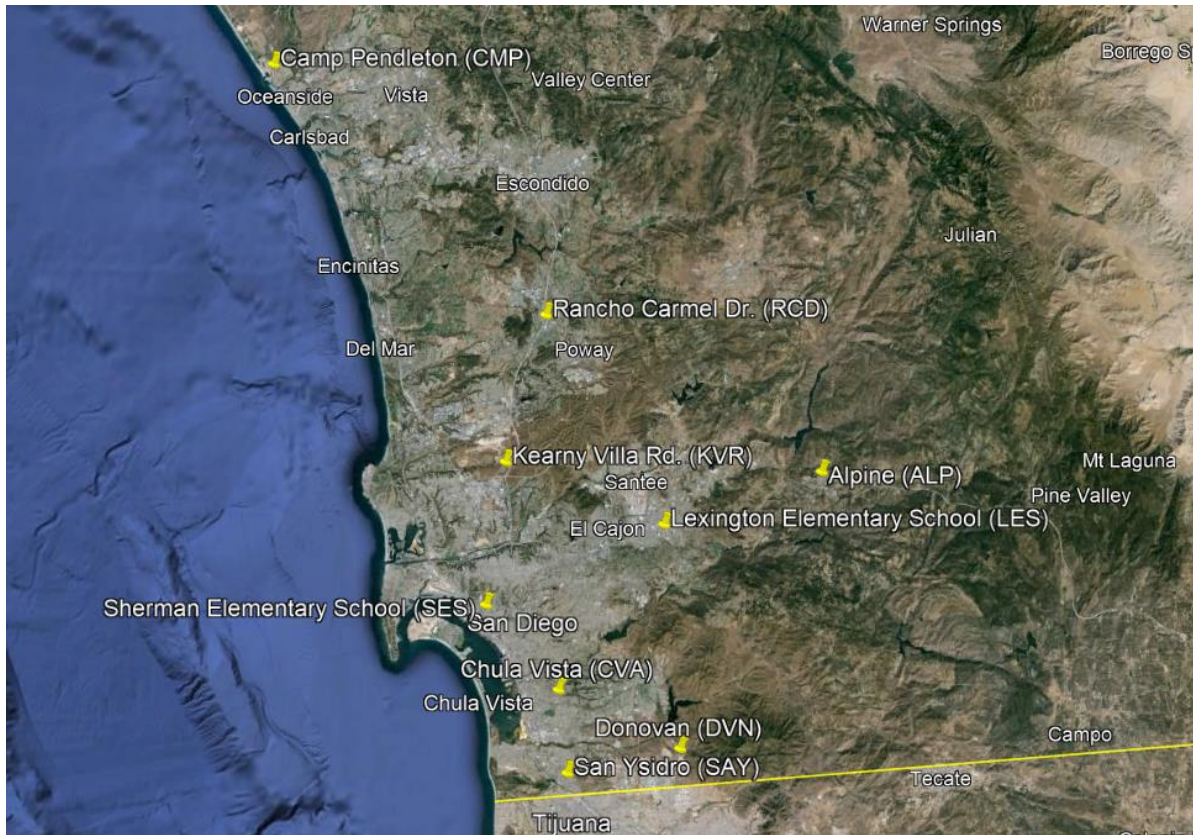 Warner Springs
Camp Pendleton (CMP)
Borrego Sp
Valley Center
Oceanside
Vista
Carlsbad
Escondido
Julian
Encinitas
Rancho Carmel Dr. (RCD)
Del Mar
Poway
Kearny Villa Rd. (KVR)
Mt Laguna
Alpine (ALP)
Santee
Pine Valley
Lexington Elementary School (LES)
El Cajon
Sherman Elementary School (SES)
San Diego
Chula Vista (CVA)
Chula Vista
Donovan (DVN)
Campo
San Ysidro (SAY)
Tecate
Tijuana